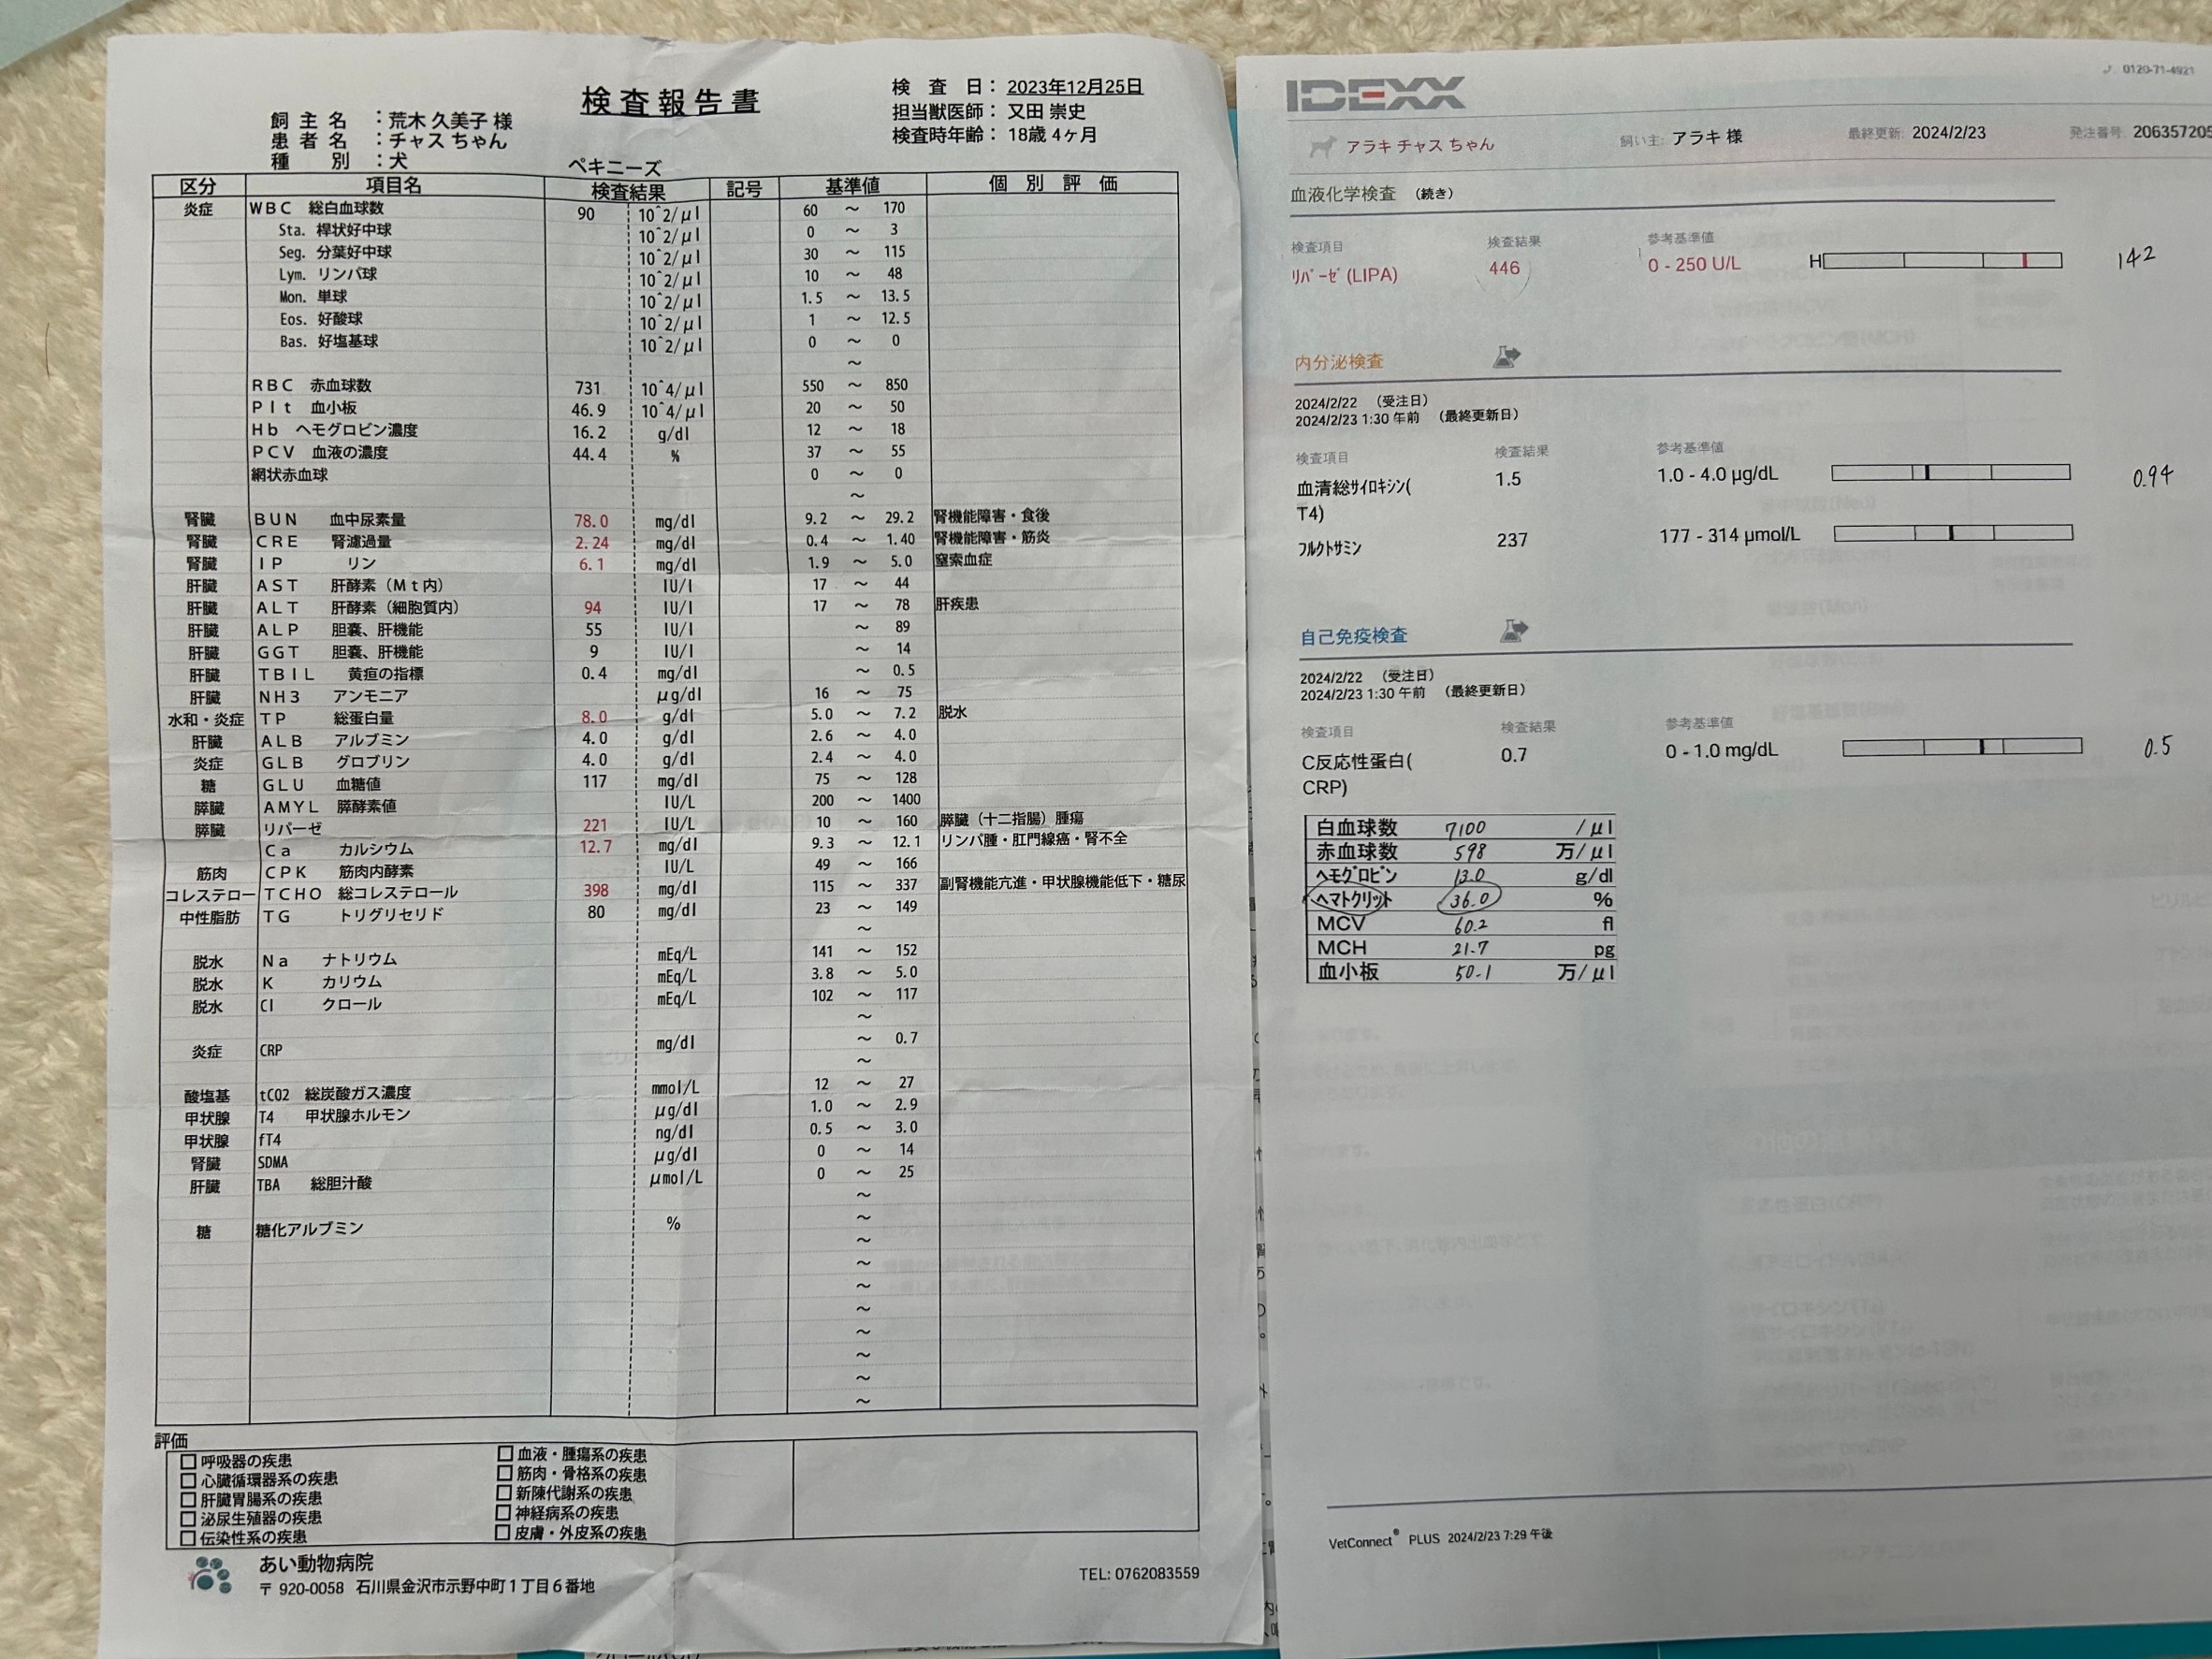 検査報告書
検 査 日： 2023年12月25日
担当獣医師： 又田 崇史
検査時年齢： 18歳 4ヶ月
飼 主 名 ：荒木 久美子 様
患 者 名 ：チャス ちゃん
種 別 ：犬 ペキニーズ
区分 項目名 検査結果 記号 基準値 個 別 評 価
炎症 WBC 総白血球数 90 10^2/μl 60 ～ 170
Sta. 桿状好中球 10^2/μl 0 ～ 3
Seg. 分葉好中球 10^2/μl 30 ～ 115
Lym. リンパ球 10^2/μl 10 ～ 48
Mon. 単球 10^2/μl 1.5 ～ 13.5
Eos. 好酸球 10^2/μl 1 ～ 12.5
Bas. 好塩基球 10^2/μl 0 ～ 0
～
RBC 赤血球数 731 10^4/μl 550 ～ 850
Plt 血小板 46.9 10^4/μl 20 ～ 50
Hb ヘモグロビン濃度 16.2 g/dl 12 ～ 18
PCV 血液の濃度 44.4 % 37 ～ 55
網状赤血球 0 ～ 0
～
腎臓 BUN 血中尿素量 78.0 mg/dl 9.2 ～ 29.2 腎機能障害・食後
腎臓 CRE 腎濾過量 2.24 mg/dl 0.4 ～ 1.40 腎機能障害・筋炎
腎臓 IP リン 6.1 mg/dl 1.9 ～ 5.0 窒素血症
肝臓 AST 肝酵素（Mt内） IU/l 17 ～ 44
肝臓 ALT 肝酵素（細胞質内） 94 IU/l 17 ～ 78 肝疾患
肝臓 ALP 胆嚢、肝機能 55 IU/l ～ 89
肝臓 GGT 胆嚢、肝機能 9 IU/l ～ 14
肝臓 TBIL 黄疸の指標 0.4 mg/dl ～ 0.5
肝臓 NH3 アンモニア μg/dl 16 ～ 75
水和・炎症 TP 総蛋白量 8.0 g/dl 5.0 ～ 7.2 脱水
肝臓 ALB アルブミン 4.0 g/dl 2.6 ～ 4.0
炎症 GLB グロブリン 4.0 g/dl 2.4 ～ 4.0
糖 GLU 血糖値 117 mg/dl 75 ～ 128
膵臓 AMYL 膵酵素値 IU/L 200 ～ 1400
膵臓 リパーゼ 221 IU/L 10 ～ 160 膵臓（十二指腸）腫瘍
Ca カルシウム 12.7 mg/dl 9.3 ～ 12.1 リンパ腫・肛門線癌・腎不全
筋肉 CPK 筋肉内酵素 IU/L 49 ～ 166
コレステロー TCHO 総コレステロール 398 mg/dl 115 ～ 337 副腎機能亢進・甲状腺機能低下・糖尿
中性脂肪 TG トリグリセリド 80 mg/dl 23 ～ 149
～
脱水 Na ナトリウム mEq/L 141 ～ 152
脱水 K カリウム mEq/L 3.8 ～ 5.0
脱水 Cl クロール mEq/L 102 ～ 117
～
炎症 CRP mg/dl ～ 0.7
～
酸塩基 tCO2 総炭酸ガス濃度 mmol/L 12 ～ 27
甲状腺 T4 甲状腺ホルモン μg/dl 1.0 ～ 2.9
甲状腺 fT4 ng/dl 0.5 ～ 3.0
腎臓 SDMA μg/dl 0 ～ 14
肝臓 TBA 総胆汁酸 μmol/L 0 ～ 25
～
糖 糖化アルブミン % ～
～
～
～
～
～
～
～
～
評価
□ 呼吸器の疾患 □ 血液・腫瘍系の疾患
□ 心臓循環器系の疾患 □ 筋肉・骨格系の疾患
□ 肝臓胃腸系の疾患 □ 新陳代謝系の疾患
□ 泌尿生殖器の疾患 □ 神経病系の疾患
□ 伝染性系の疾患 □ 皮膚・外皮系の疾患
あい動物病院
〒 920-0058 石川県金沢市示野中町１丁目６番地
TEL: 0762083559
0120-71-4921
IDEXX
アラキ チャス ちゃん 飼い主: アラキ 様 最終更新: 2024/2/23 発注番号: 206357205
血液化学検査 （続き）
検査項目 検査結果 参考基準値
リパーゼ(LIPA) 446 0 - 250 U/L H 142
内分泌検査
2024/2/22 （受注日）
2024/2/23 1:30 午前 （最終更新日）
検査項目 検査結果 参考基準値
血清総サイロキシン( 1.5 1.0 - 4.0 µg/dL 0.94
T4)
フルクトサミン 237 177 - 314 µmol/L
自己免疫検査
2024/2/22 （受注日）
2024/2/23 1:30 午前 （最終更新日）
検査項目 検査結果 参考基準値
C反応性蛋白( 0.7 0 - 1.0 mg/dL 0.5
CRP)
白血球数 7100 /μl
赤血球数 598 万/μl
ヘモグロビン 13.0 g/dl
ヘマトクリット 36.0 %
MCV 60.2 fl
MCH 21.7 pg
血小板 50.1 万/μl
VetConnect® PLUS 2024/2/23 7:29 午後